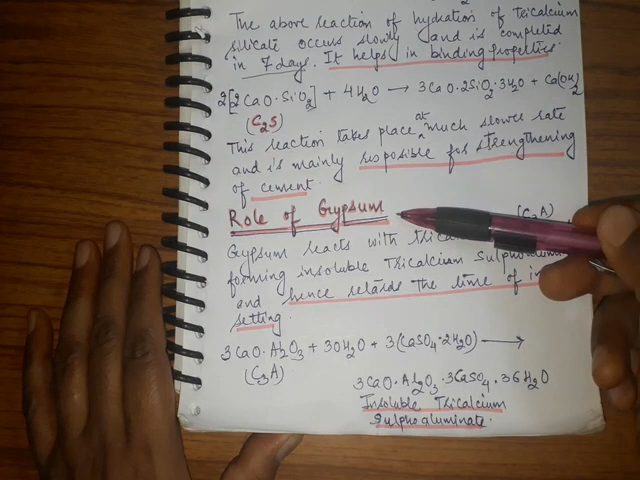 The above reaction of hydration of Tricalcium
silicate occurs slowly and is completed
in 7 days. It helps in binding properties.
2[2CaO·SiO₂] + 4H₂O → 3CaO·2SiO₂·3H₂O + Ca(OH)₂
(C₂S)
This reaction takes place at much slower rate
and is mainly resposible for strengthening
of cement.
Role of Gypsum
(C₃A)
Gypsum reacts with
forming insoluble Tricalcium
and hence retards the time of
setting.
3CaO·Al₂O₃ + 30H₂O + 3(CaSO₄·2H₂O) →
(C₃A)
3CaO·Al₂O₃·3CaSO₄·36H₂O
Insoluble Tricalcium
Sulphoaluminate.